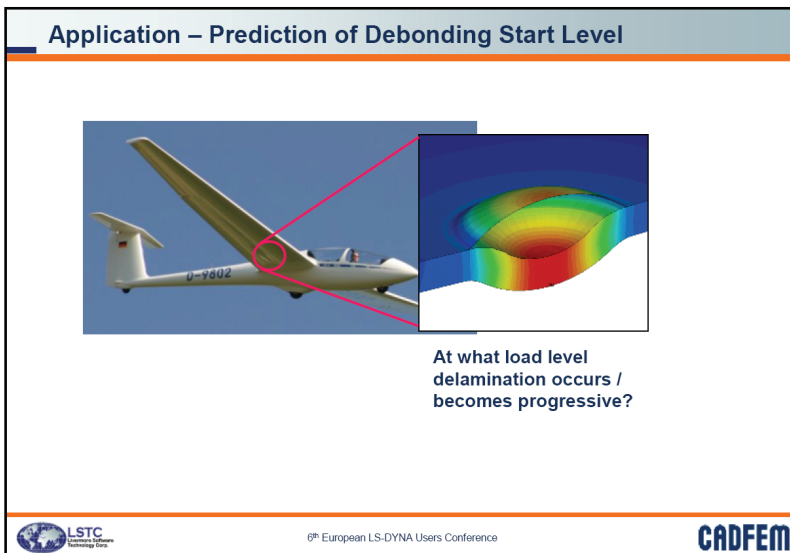 Application – Prediction of Debonding Start Level
D-9802
At what load level
delamination occurs /
becomes progressive?
LSTC
Livermore Software
Technology Corp.
6th European LS-DYNA Users Conference
CADFEM